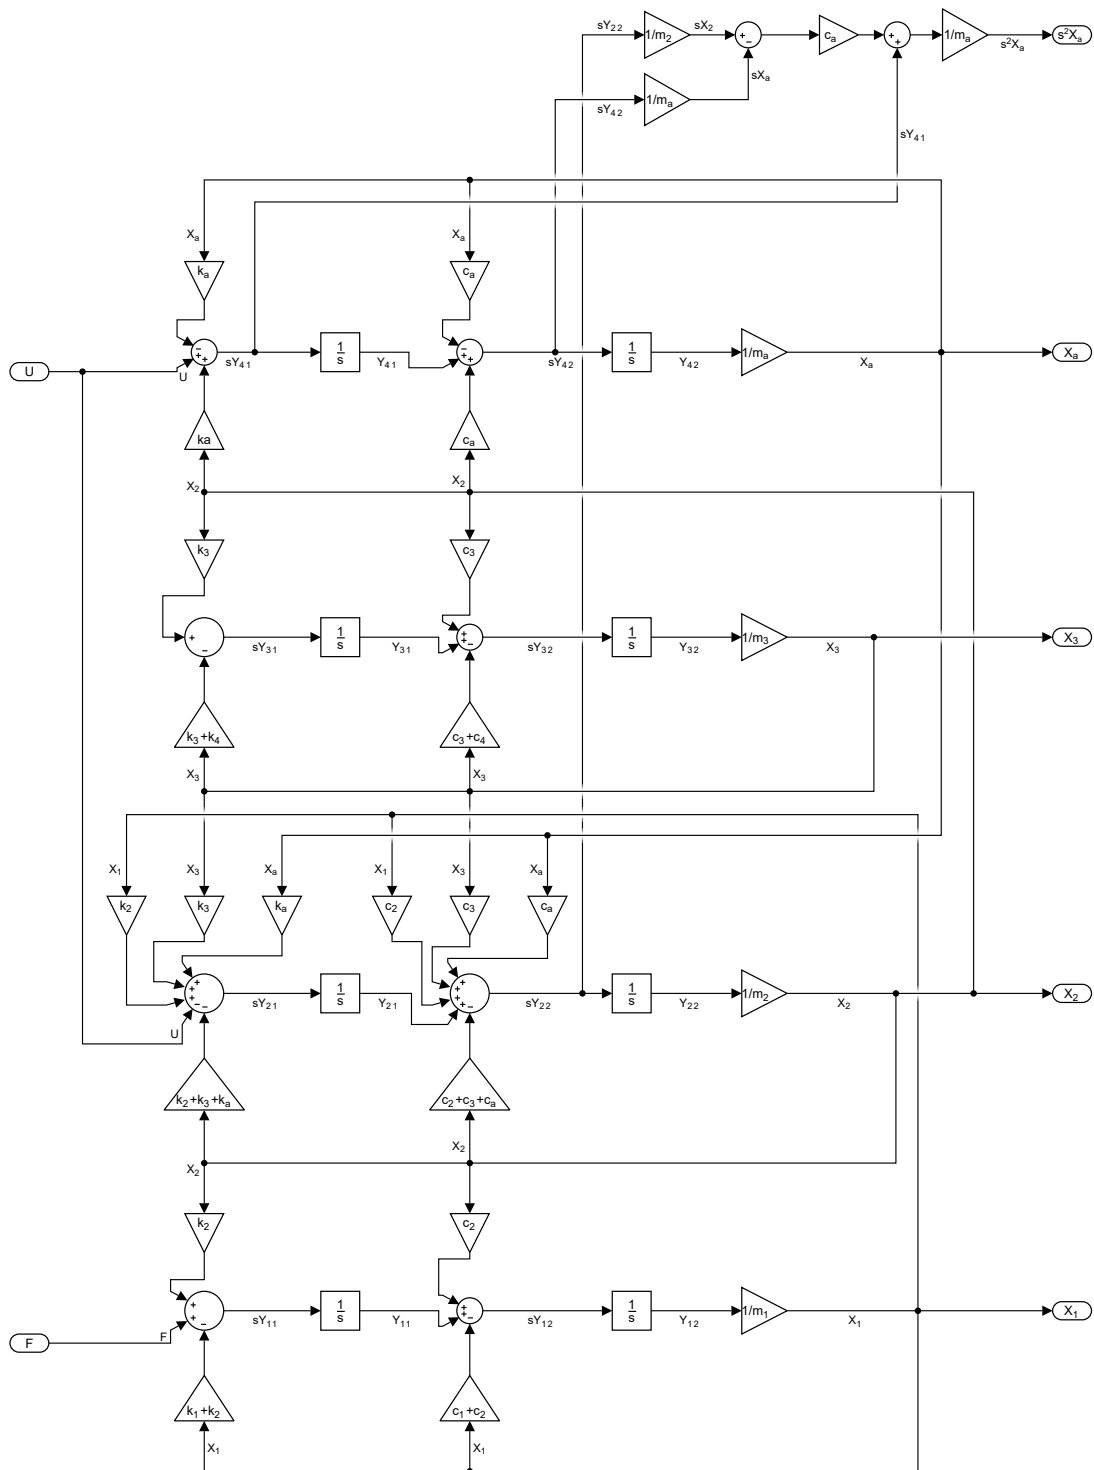 sY₂₂ 1/m₂ sX₂ + − cₐ + + 1/mₐ s²Xₐ s²Xₐ
sY₄₂ 1/mₐ sXₐ
sY₄₁
Xₐ Xₐ
kₐ cₐ
U U − + + sY₄₁ 1/s Y₄₁ − + + sY₄₂ 1/s Y₄₂ 1/mₐ Xₐ Xₐ
ka cₐ
X₂ X₂
k₃ c₃
+ − sY₃₁ 1/s Y₃₁ + + − sY₃₂ 1/s Y₃₂ 1/m₃ X₃ X₃
k₃+k₄ c₃+c₄
X₃ X₃
X₁ X₃ Xₐ X₁ X₃ Xₐ
k₂ k₃ kₐ c₂ c₃ cₐ
+ + + − − sY₂₁ 1/s Y₂₁ + + + + − sY₂₂ 1/s Y₂₂ 1/m₂ X₂ X₂
U
k₂+k₃+kₐ c₂+c₃+cₐ
X₂ X₂
k₂ c₂
F F + + − sY₁₁ 1/s Y₁₁ + + − sY₁₂ 1/s Y₁₂ 1/m₁ X₁ X₁
k₁+k₂ c₁+c₂
X₁ X₁